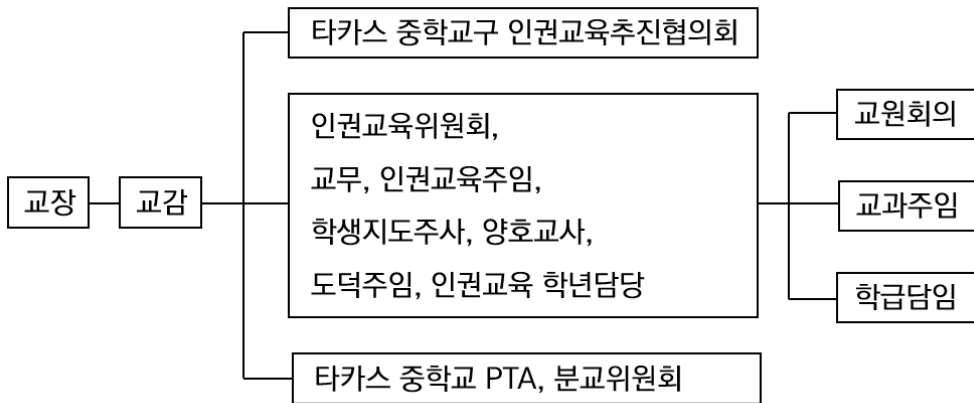 타카스 중학교구 인권교육추진협의회
인권교육위원회,
교무, 인권교육주임,
학생지도주사, 양호교사,
도덕주임, 인권교육 학년담당
교장
교감
교원회의
교과주임
학급담임
타카스 중학교 PTA, 분교위원회